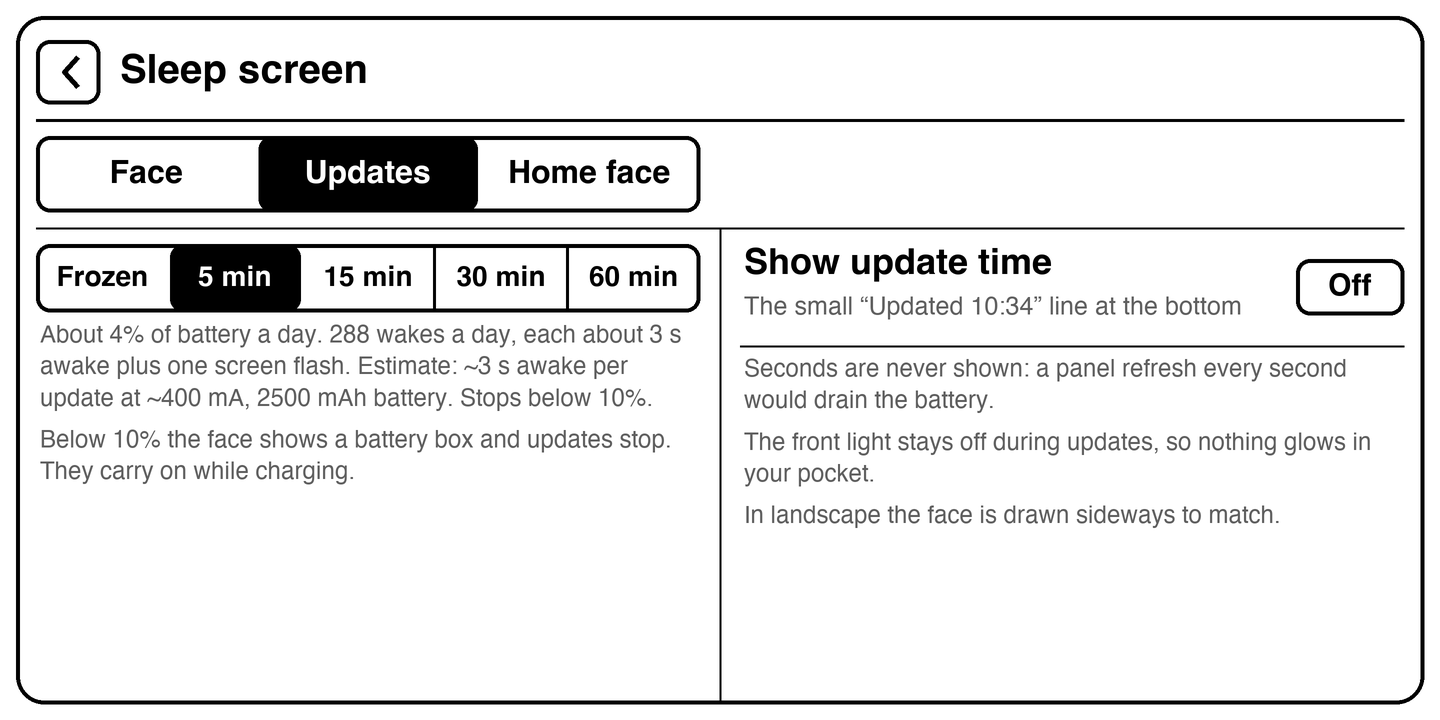 Sleep screen
Face
Updates
Home face
Frozen
5 min
15 min
30 min
60 min
About 4% of battery a day. 288 wakes a day, each about 3 s
awake plus one screen flash. Estimate: ~3 s awake per
update at ~400 mA, 2500 mAh battery. Stops below 10%.
Below 10% the face shows a battery box and updates stop.
They carry on while charging.
Show update time
The small “Updated 10:34” line at the bottom
Off
Seconds are never shown: a panel refresh every second
would drain the battery.
The front light stays off during updates, so nothing glows in
your pocket.
In landscape the face is drawn sideways to match.